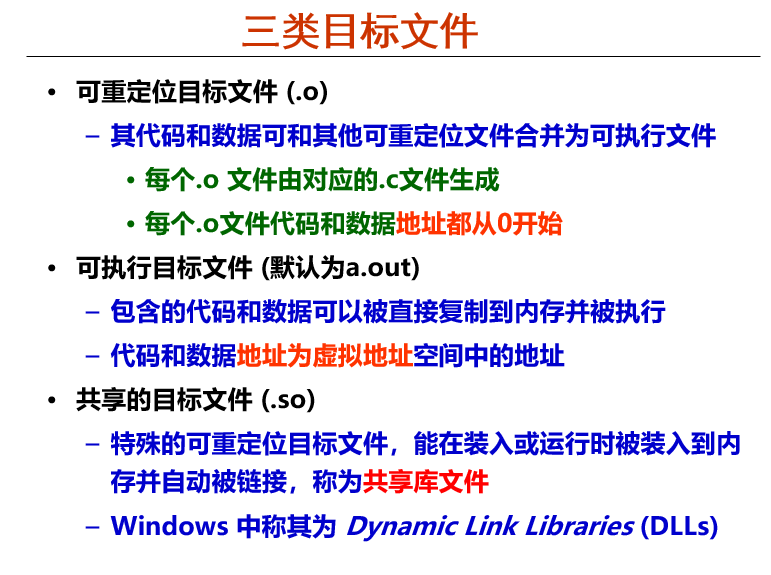 三类目标文件
• 可重定位目标文件 (.o)
– 其代码和数据可和其他可重定位文件合并为可执行文件
• 每个.o 文件由对应的.c文件生成
• 每个.o文件代码和数据地址都从0开始
• 可执行目标文件 (默认为a.out)
– 包含的代码和数据可以被直接复制到内存并被执行
– 代码和数据地址为虚拟地址空间中的地址
• 共享的目标文件 (.so)
– 特殊的可重定位目标文件，能在装入或运行时被装入到内
存并自动被链接，称为共享库文件
– Windows 中称其为 Dynamic Link Libraries (DLLs)